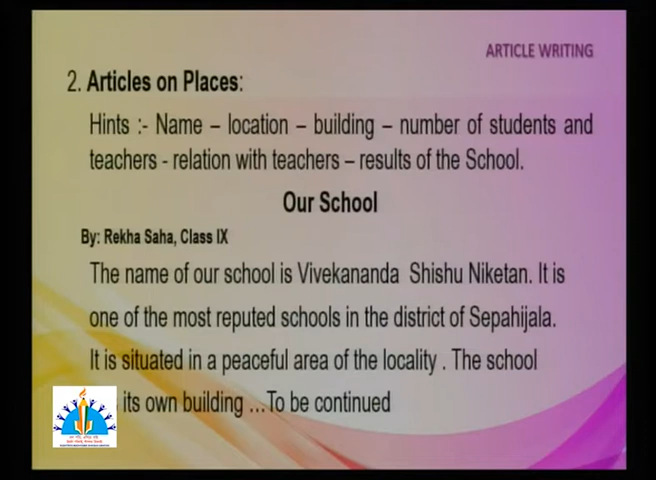 ARTICLE WRITING
2. Articles on Places:
Hints :- Name – location – building – number of students and
teachers - relation with teachers – results of the School.
Our School
By: Rekha Saha, Class IX
The name of our school is Vivekananda Shishu Niketan. It is
one of the most reputed schools in the district of Sepahijala.
It is situated in a peaceful area of the locality . The school
its own building ...To be continued